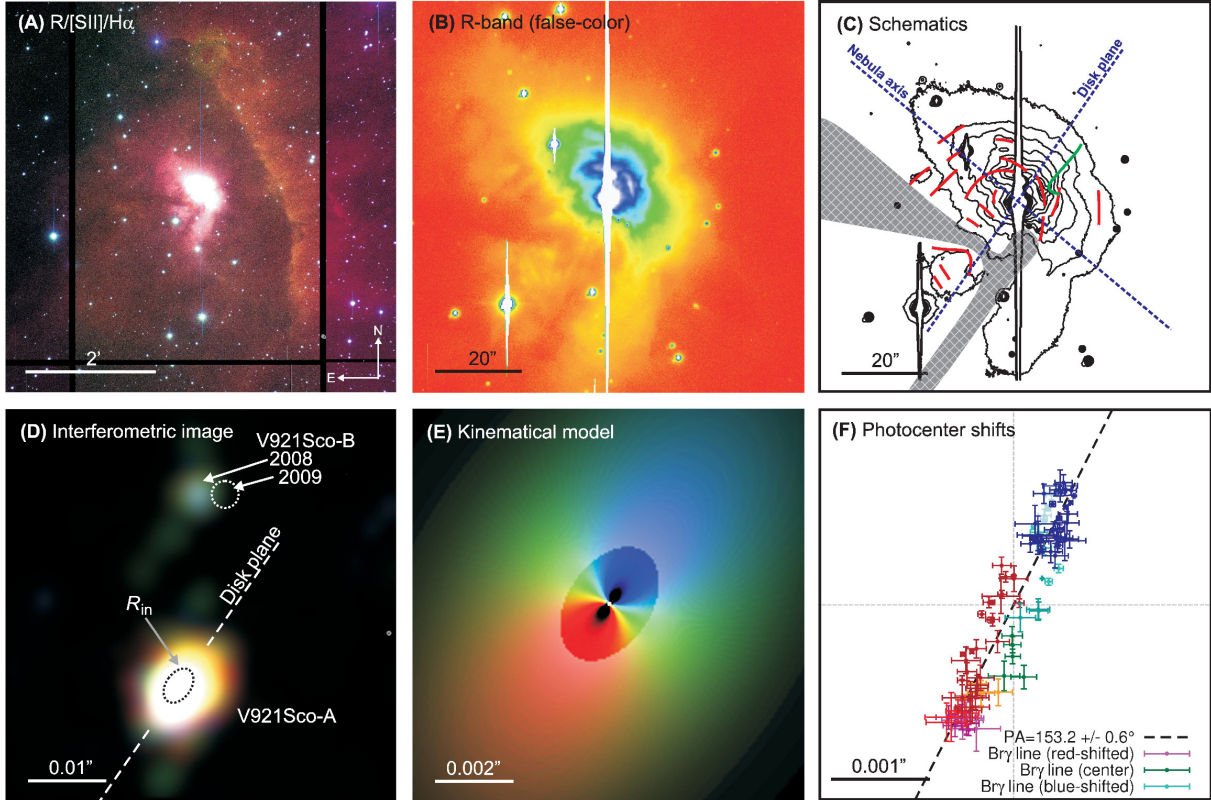 (A) R/[SII]/Hα
2'
N
E
(B) R-band (false-color)
20"
(C) Schematics
Nebula axis
Disk plane
20"
(D) Interferometric image
V921Sco-B
2008
2009
Disk plane
Rin
V921Sco-A
0.01"
(E) Kinematical model
0.002"
(F) Photocenter shifts
PA=153.2 +/- 0.6°
Brγ line (red-shifted)
Brγ line (center)
Brγ line (blue-shifted)
0.001"